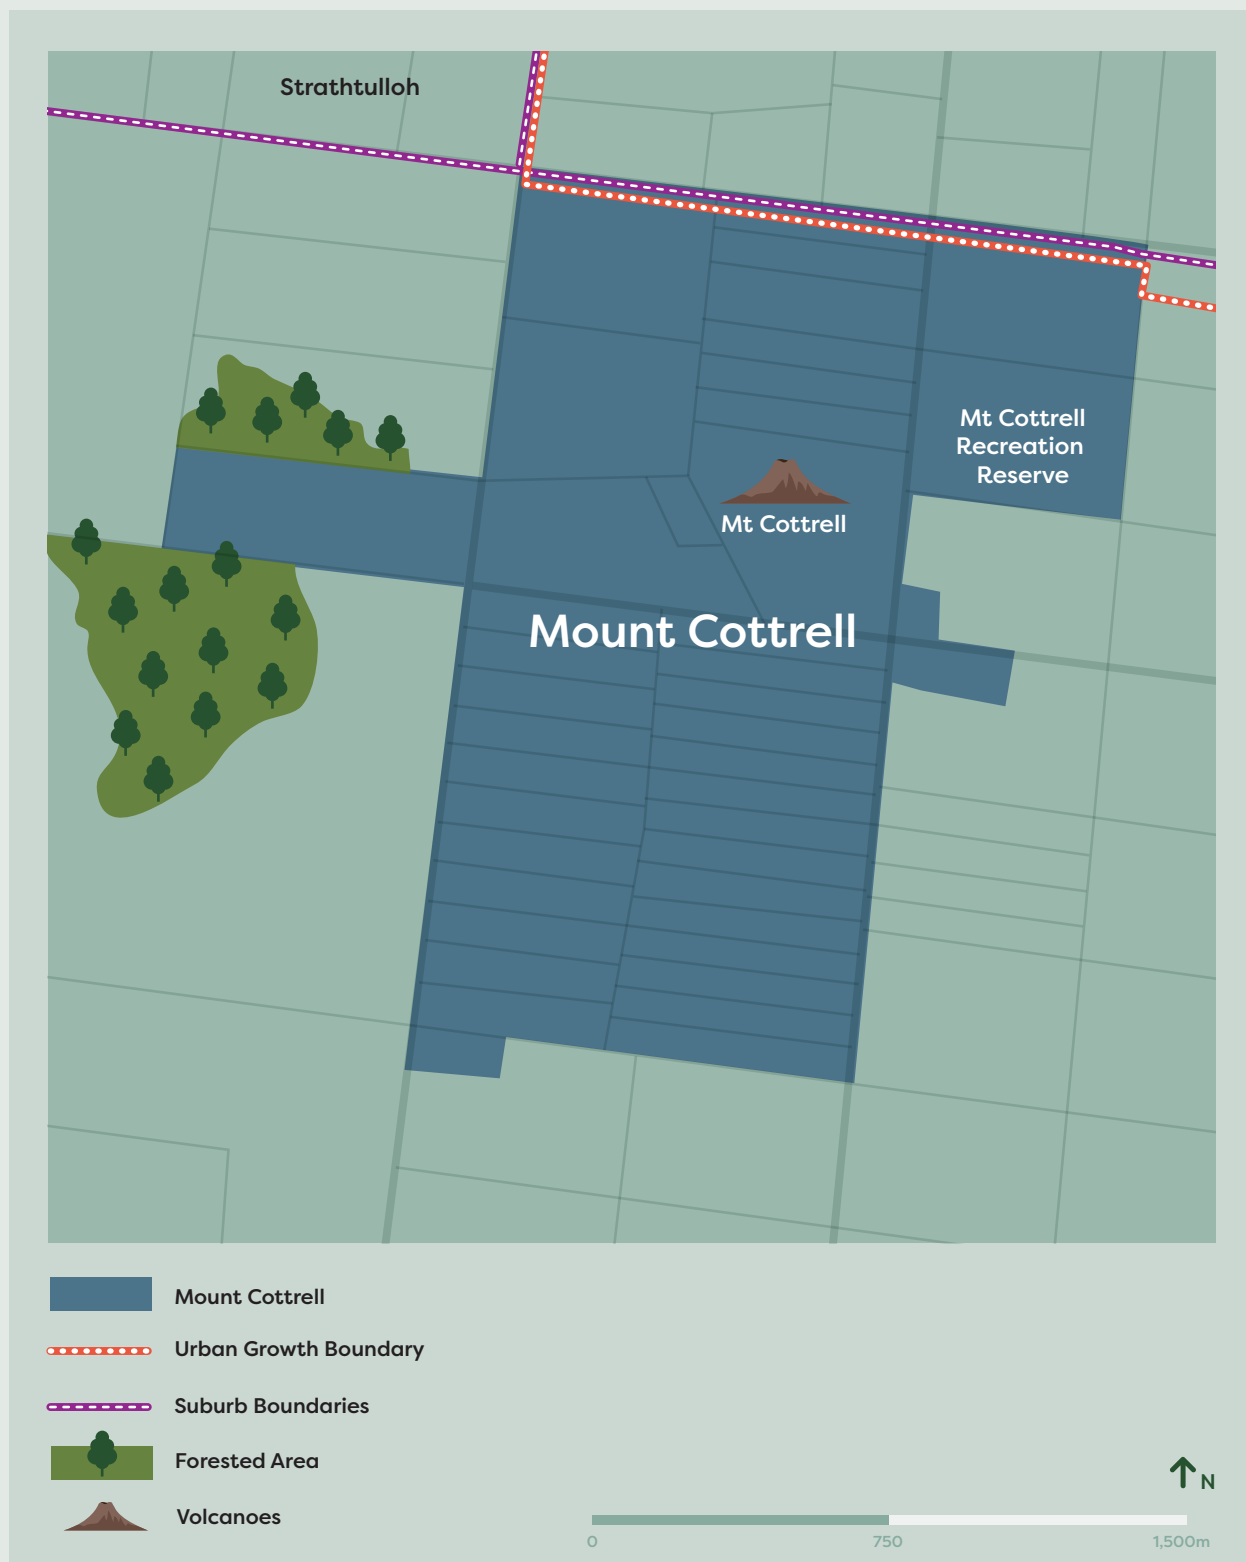 Strathtulloh
Mt Cottrell
Recreation
Reserve
Mt Cottrell
Mount Cottrell
Mount Cottrell
Urban Growth Boundary
Suburb Boundaries
Forested Area
Volcanoes
N
0 750 1,500m